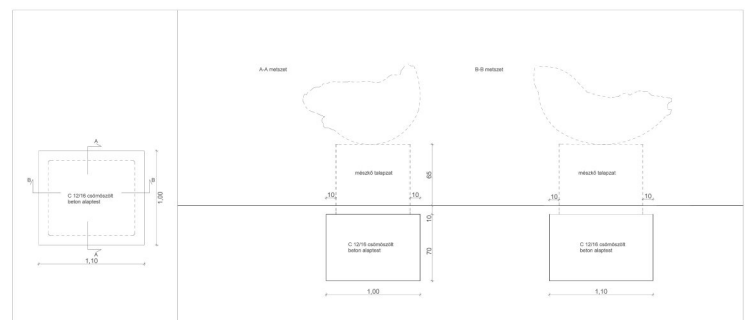 A
B
B
C 12/16 csömöszölt
beton alaptest
A
1,00
1,10
A-A metszet
mészkő talapzat
65
10
10
10
C 12/16 csömöszölt
beton alaptest
70
1,00
B-B metszet
mészkő talapzat
10
10
C 12/16 csömöszölt
beton alaptest
1,10